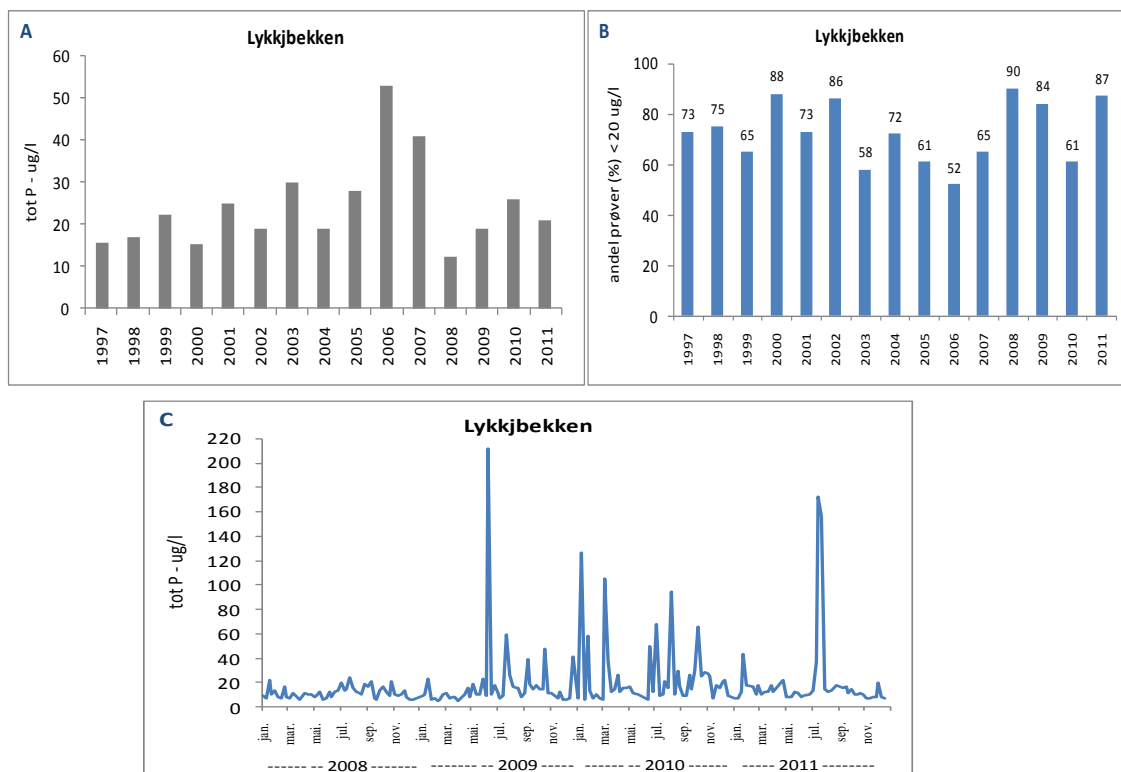 A
Lykkjbekken
tot P - ug/l
60
50
40
30
20
10
0
1997 1998 1999 2000 2001 2002 2003 2004 2005 2006 2007 2008 2009 2010 2011
B
Lykkjbekken
andel prøver (%) < 20 ug/l
100
80
60
40
20
0
73 75 65 88 73 86 58 72 61 52 65 90 84 61 87
1997 1998 1999 2000 2001 2002 2003 2004 2005 2006 2007 2008 2009 2010 2011
C
Lykkjbekken
tot P - ug/l
220
200
180
160
140
120
100
80
60
40
20
0
jan. mar. mai. jul. sep. nov. jan. mar. mai. jul. sep. nov. jan. mar. mai. jul. sep. nov. jan. mar. mai. jul. sep. nov.
------- 2008 -------- ------- 2009 -------- ------- 2010 -------- ------- 2011 --------